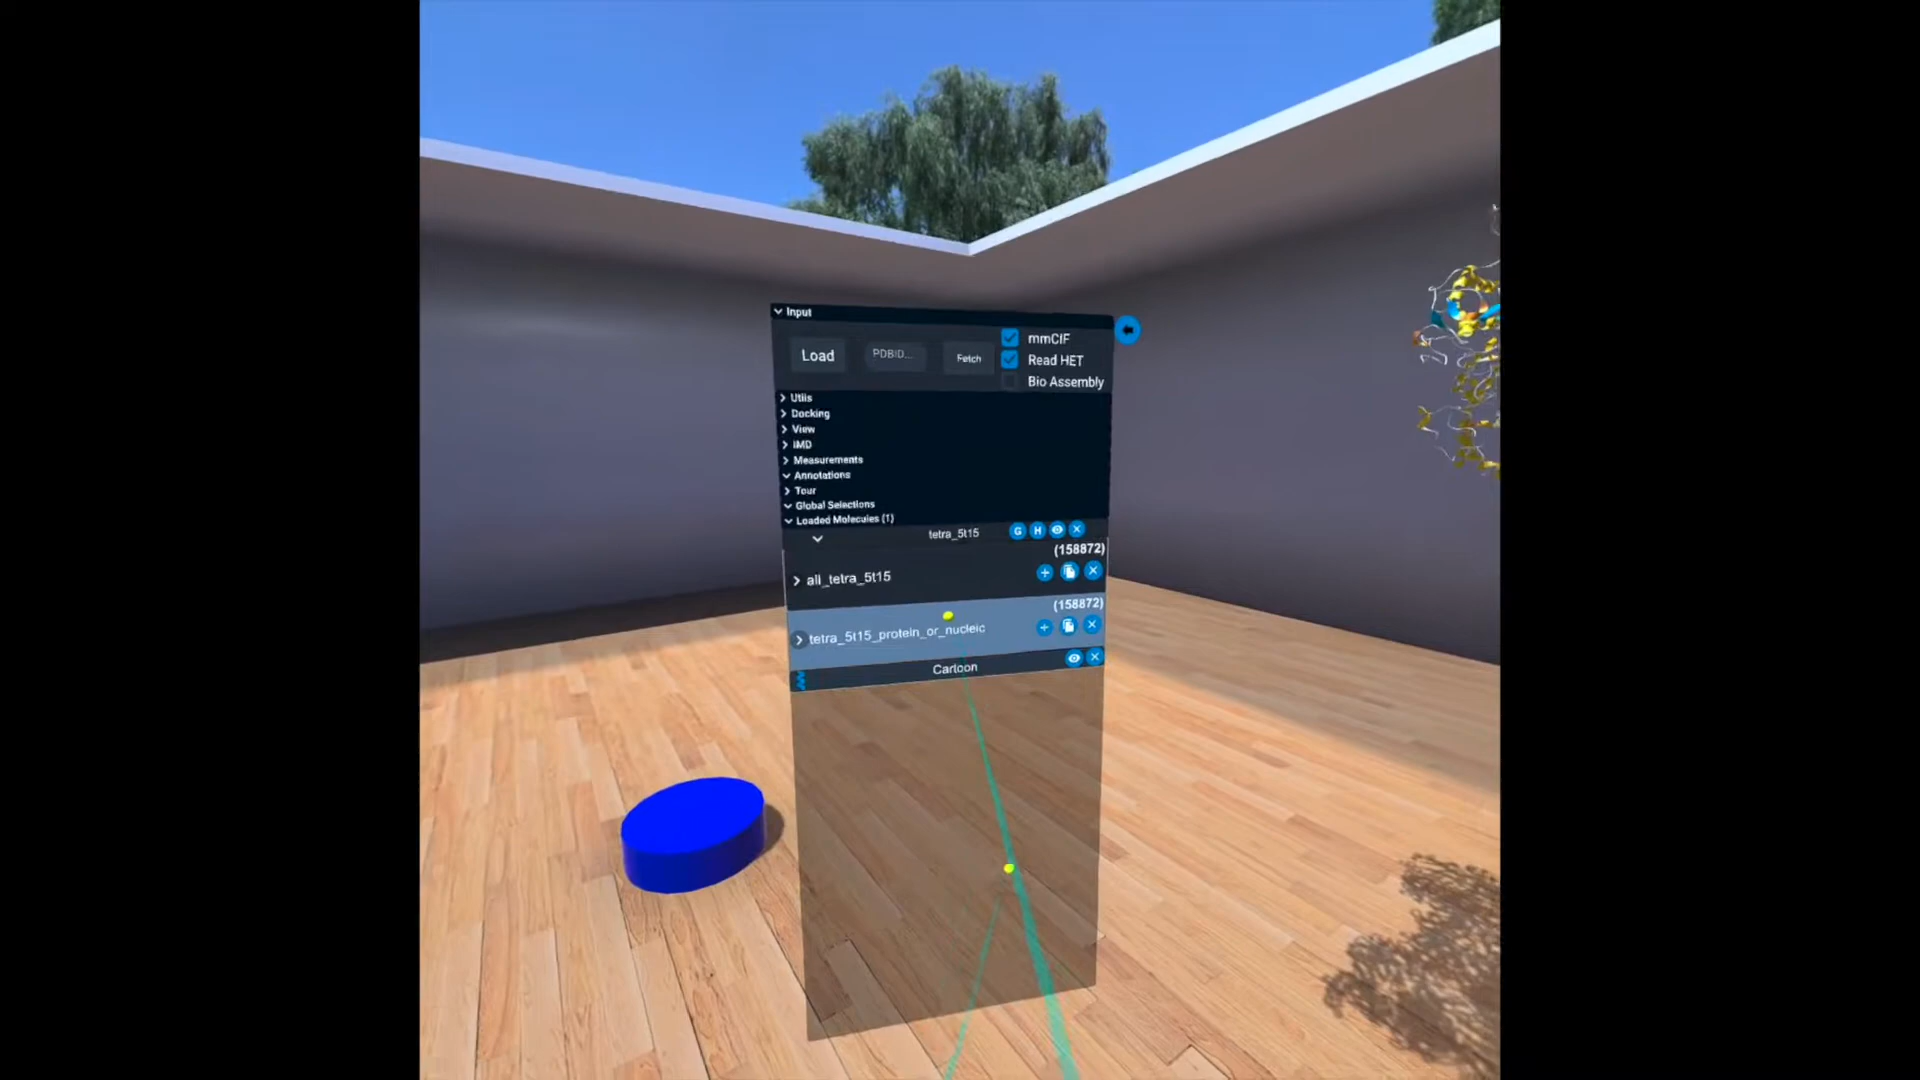 Input
Load
PDBID...
Fetch
mmCIF
Read HET
Bio Assembly
Utils
Docking
View
IMD
Measurements
Annotations
Tour
Global Selections
Loaded Molecules (1)
tetra_5t15
G H
(158872)
all_tetra_5t15
(158872)
tetra_5t15_protein_or_nucleic
Cartoon